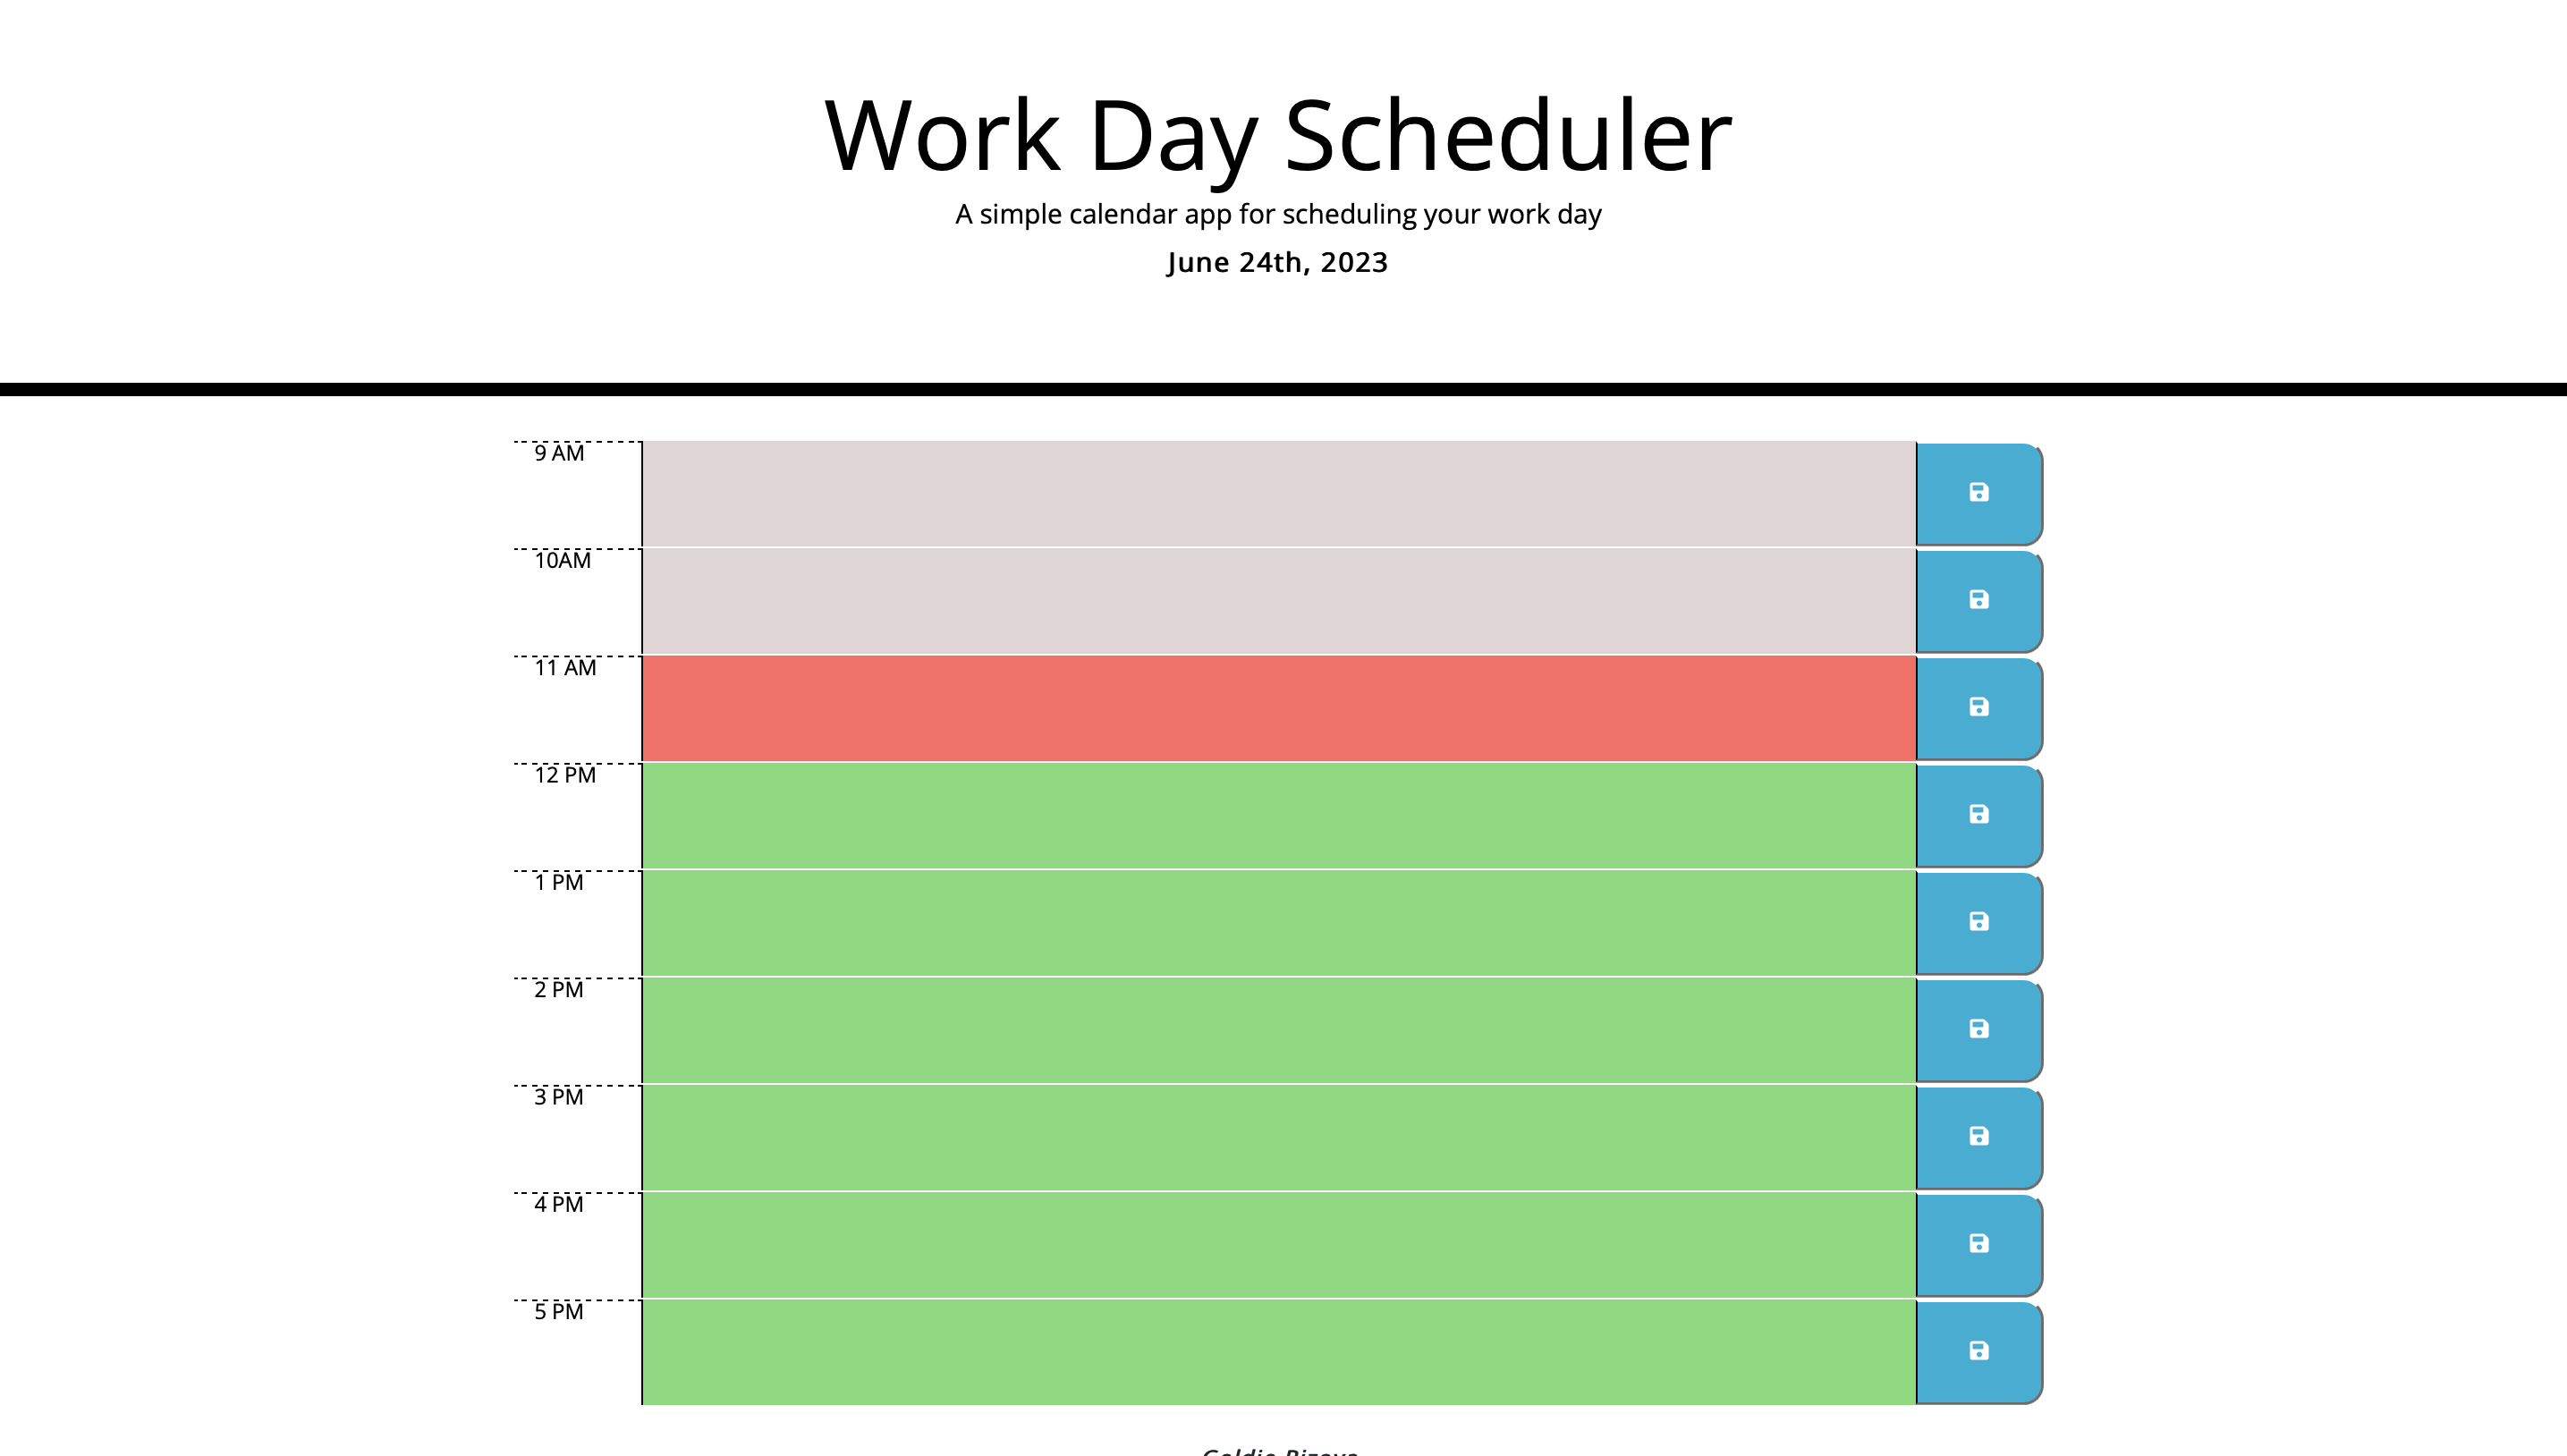 Work Day Scheduler
A simple calendar app for scheduling your work day
June 24th, 2023
9 AM
10AM
11 AM
12 PM
1 PM
2 PM
3 PM
4 PM
5 PM